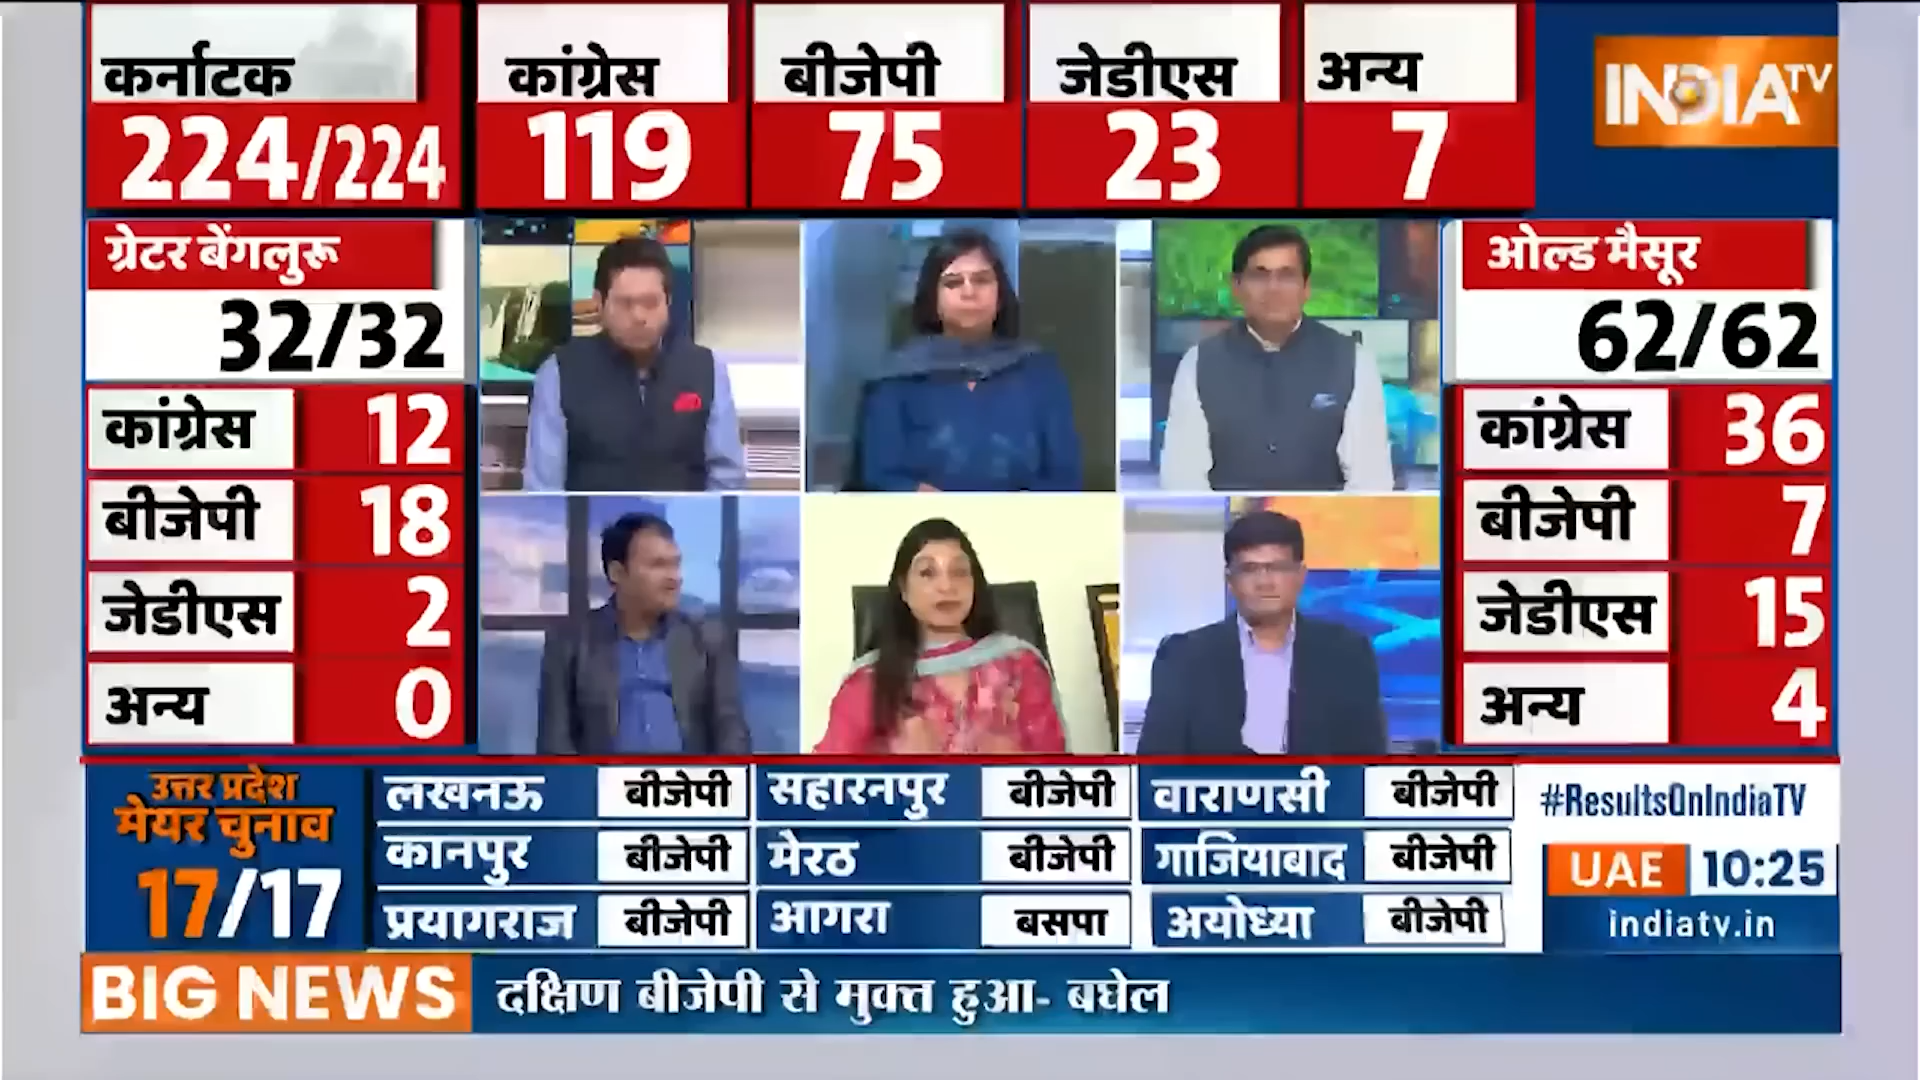 कर्नाटक
224/224
कांग्रेस
119
बीजेपी
75
जेडीएस
23
अन्य
7
INDIA TV
ग्रेटर बेंगलुरू
32/32
कांग्रेस 12
बीजेपी 18
जेडीएस 2
अन्य 0
ओल्ड मैसूर
62/62
कांग्रेस 36
बीजेपी 7
जेडीएस 15
अन्य 4
उत्तर प्रदेश
मेयर चुनाव
17/17
लखनऊ बीजेपी सहारनपुर बीजेपी वाराणसी बीजेपी
कानपुर बीजेपी मेरठ बीजेपी गाजियाबाद बीजेपी
प्रयागराज बीजेपी आगरा बसपा अयोध्या बीजेपी
#ResultsOnIndiaTV
UAE 10:25
indiatv.in
BIG NEWS दक्षिण बीजेपी से मुक्त हुआ- बघेल